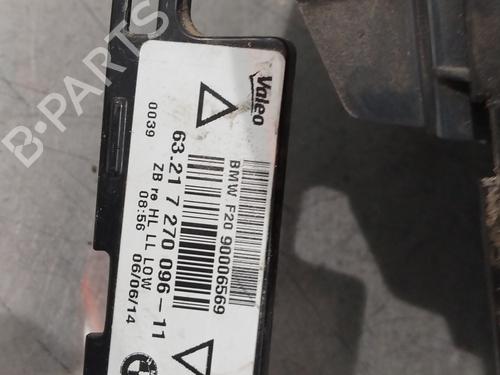 Valeo
BMW F20 90006569
63.21 7 270 096-11
ZB re HL LL LOW
0039
08:56 06/06/14
B-PARTS